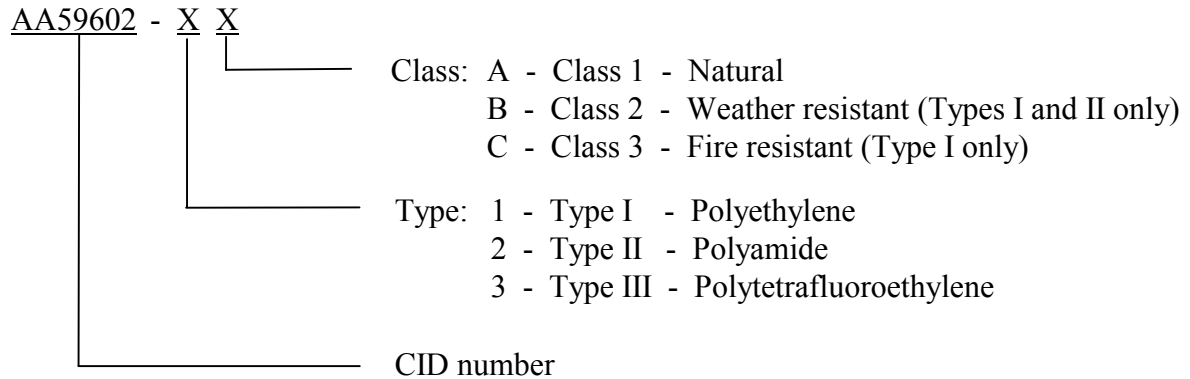 AA59602 - X X
Class: A - Class 1 - Natural
B - Class 2 - Weather resistant (Types I and II only)
C - Class 3 - Fire resistant (Type I only)
Type: 1 - Type I - Polyethylene
2 - Type II - Polyamide
3 - Type III - Polytetrafluoroethylene
CID number